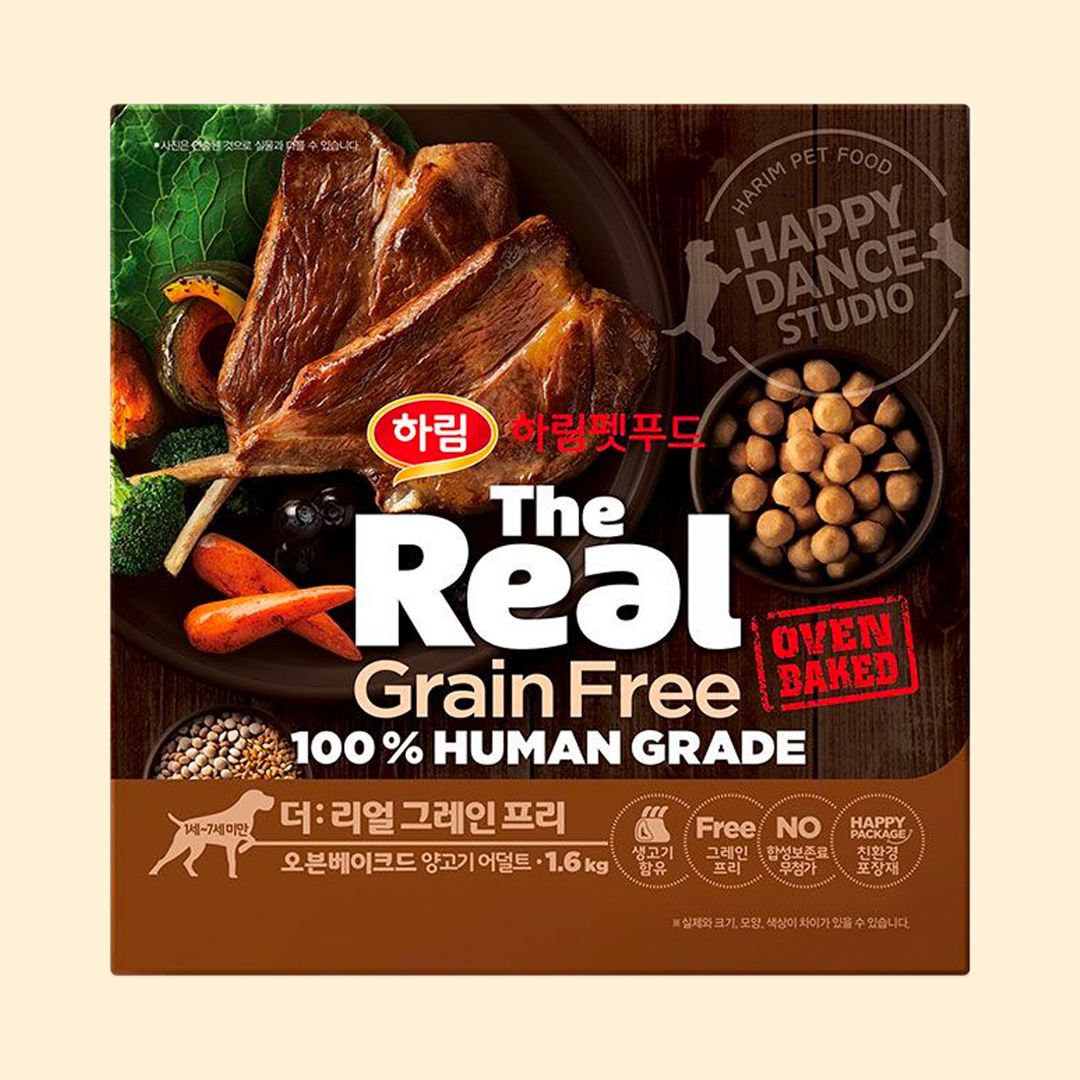 •사진은 연출된 것으로 실물과 다를 수 있습니다.
HARIM PET FOOD
HAPPY
DANCE
STUDIO
하림
하림펫푸드
The
Real
Grain Free
100% HUMAN GRADE
OVEN
BAKED
1세~7세미만
더:리얼 그레인 프리
오븐베이크드 양고기 어덜트·1.6kg
생고기
함유
Free
그레인
프리
NO
합성보존료
무첨가
HAPPY
PACKAGE
친환경
포장재
※실제와 크기, 모양, 색상이 차이가 있을 수 있습니다.